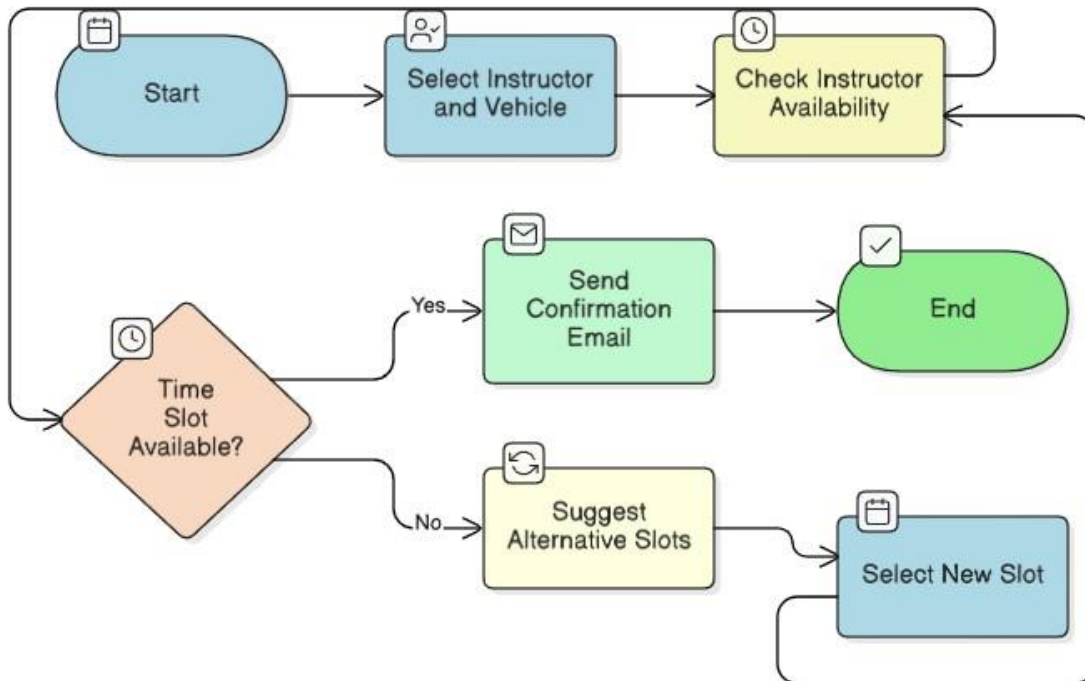 Start
Select Instructor
and Vehicle
Check Instructor
Availability
Time
Slot
Available?
Yes
Send
Confirmation
Email
End
No
Suggest
Alternative Slots
Select New Slot